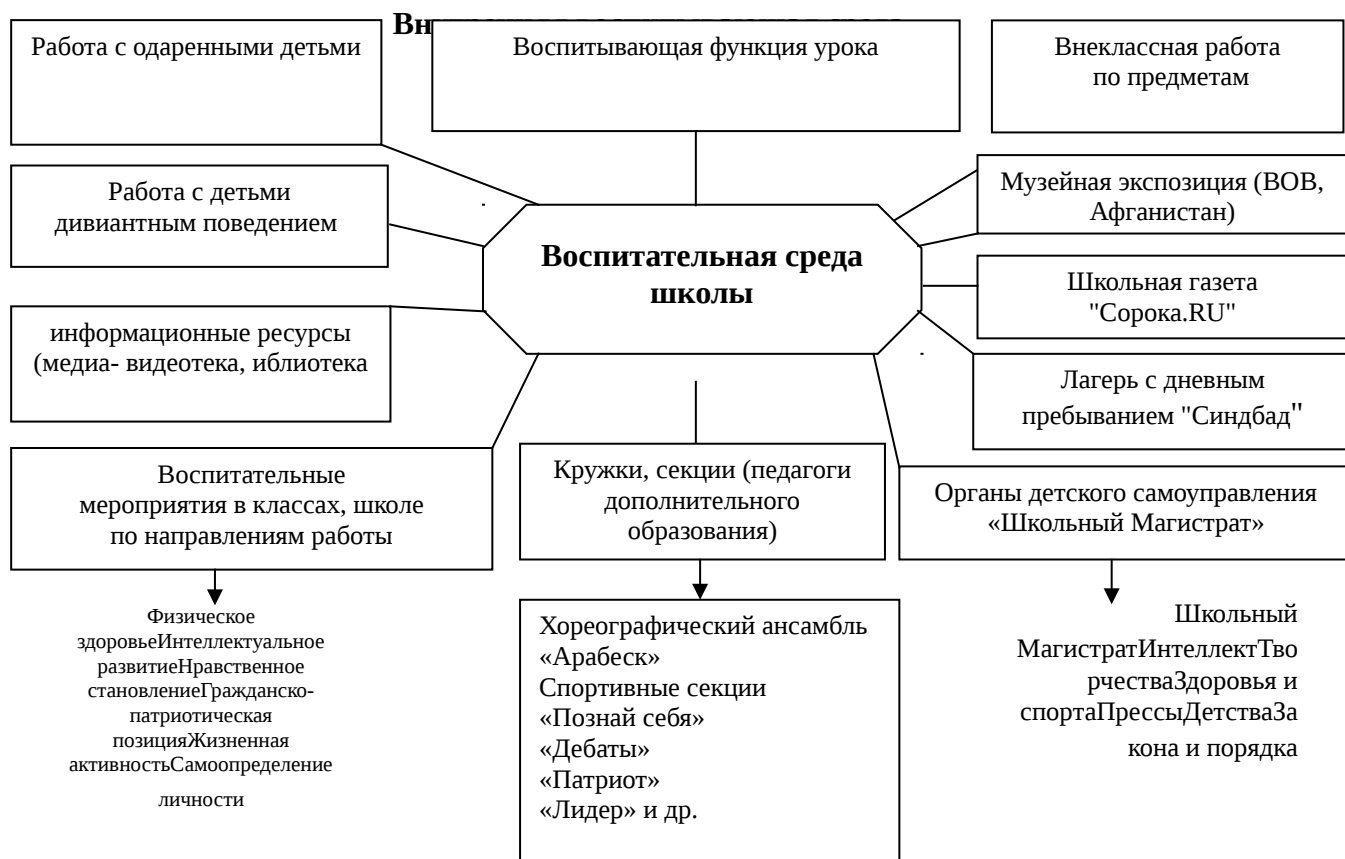 Работа с одаренными детьми
Воспитывающая функция урока
Внеклассная работа
по предметам
Работа с детьми
дивиантным поведением
Музейная экспозиция (ВОВ,
Афганистан)
Воспитательная среда
школы
Школьная газета
"Сорока.RU"
информационные ресурсы
(медиа- видеотека, иблиотека
Лагерь с дневным
пребыванием "Синдбад"
Воспитательные
мероприятия в классах, школе
по направлениям работы
Кружки, секции (педагоги
дополнительного
образования)
Органы детского самоуправления
«Школьный Магистрат»
Физическое
здоровьеИнтеллектуальное
развитиеНравственное
становлениеГражданско-
патриотическая
позицияЖизненная
активностьСамоопределение
личности
Хореографический ансамбль
«Арабеск»
Спортивные секции
«Познай себя»
«Дебаты»
«Патриот»
«Лидер» и др.
Школьный
МагистратИнтеллектТво
рчестваЗдоровья и
спортаПрессыДетстваЗа
кона и порядка